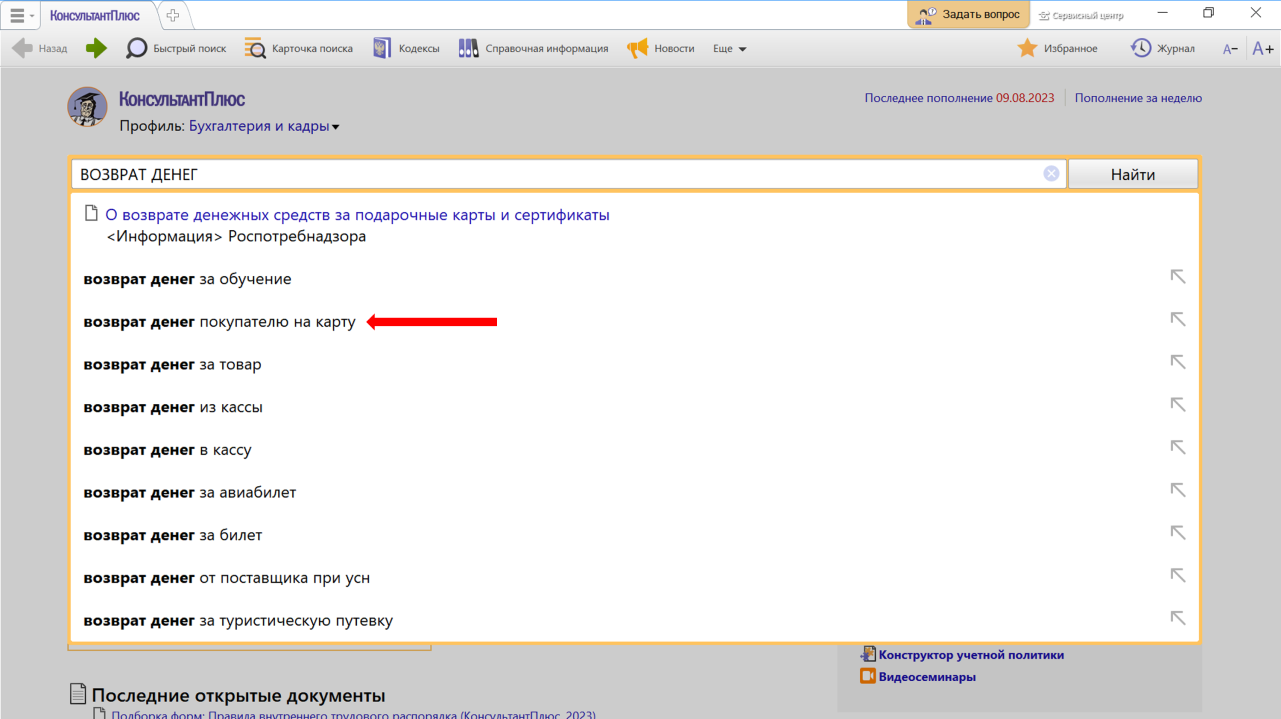 КонсультантПлюс
Задать вопрос
Сервисный центр
Назад
Быстрый поиск
Карточка поиска
Кодексы
Справочная информация
Новости
Еще
Избранное
Журнал
A−
A+
КонсультантПлюс
Последнее пополнение 09.08.2023
Пополнение за неделю
Профиль: Бухгалтерия и кадры
ВОЗВРАТ ДЕНЕГ
Найти
О возврате денежных средств за подарочные карты и сертификаты
<Информация> Роспотребнадзора
возврат денег за обучение
возврат денег покупателю на карту
возврат денег за товар
возврат денег из кассы
возврат денег в кассу
возврат денег за авиабилет
возврат денег за билет
возврат денег от поставщика при усн
возврат денег за туристическую путевку
Конструктор учетной политики
Видеосеминары
Последние открытые документы
Подборка форм: Правила внутреннего трудового распорядка (КонсультантПлюс, 2023)